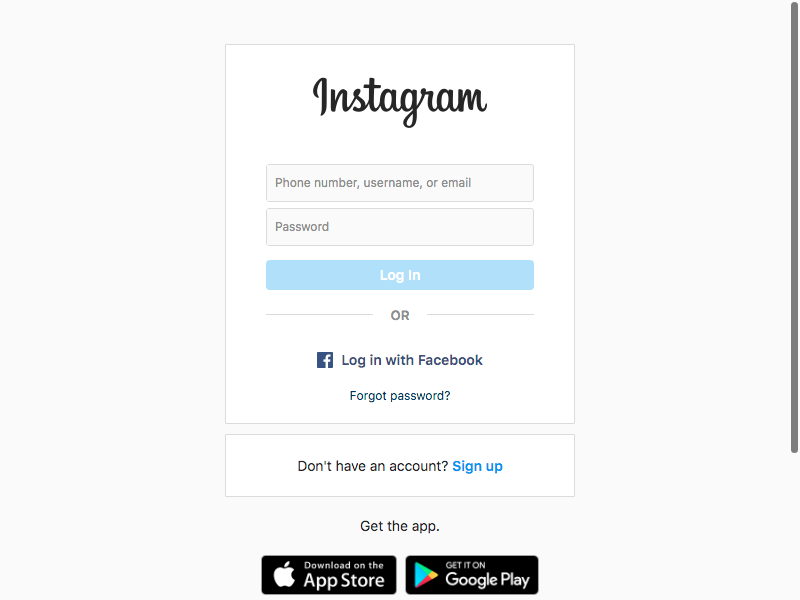 Instagram
Phone number, username, or email
Password
Log In
OR
Log in with Facebook
Forgot password?
Don't have an account? Sign up
Get the app.
Download on the
App Store
GET IT ON
Google Play